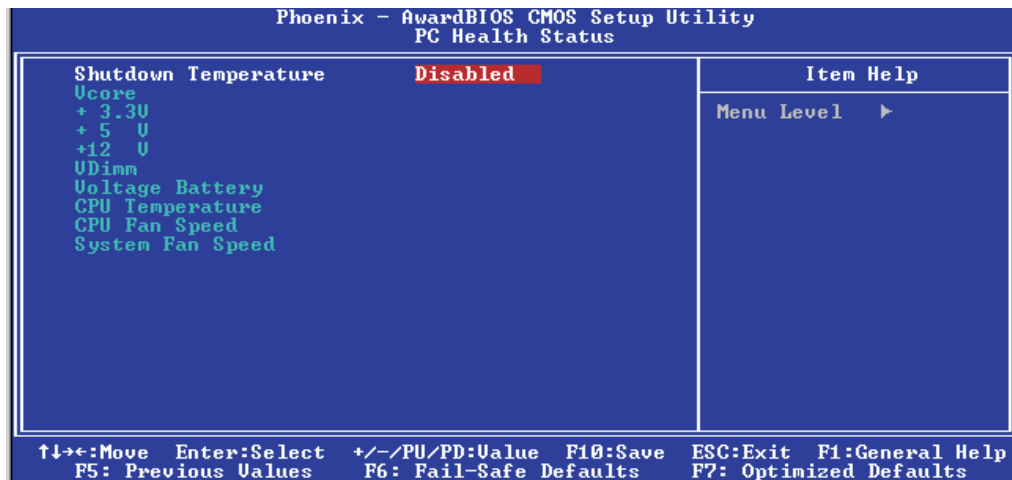 Phoenix - AwardBIOS CMOS Setup Utility
PC Health Status
Shutdown Temperature Disabled
Vcore
+ 3.3V
+ 5 V
+12 V
VDimm
Voltage Battery
CPU Temperature
CPU Fan Speed
System Fan Speed
Item Help
Menu Level ►
↑↓→←:Move Enter:Select +/-/PU/PD:Value F10:Save ESC:Exit F1:General Help
F5: Previous Values F6: Fail-Safe Defaults F7: Optimized Defaults